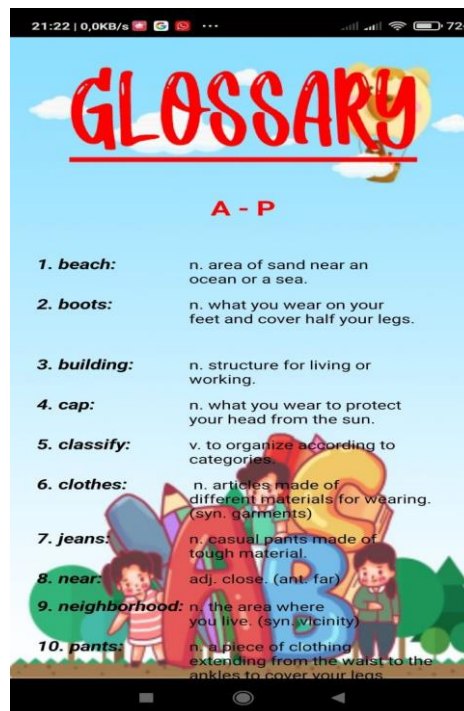 21:22 | 0,0KB/s ... 72
GLOSSARY
A - P
1. beach: n. area of sand near an
ocean or a sea.
2. boots: n. what you wear on your
feet and cover half your legs.
3. building: n. structure for living or
working.
4. cap: n. what you wear to protect
your head from the sun.
5. classify: v. to organize according to
categories.
6. clothes: n. articles made of
different materials for wearing.
(syn. garments)
7. jeans: n. casual pants made of
tough material.
8. near: adj. close. (ant. far)
9. neighborhood: n. the area where
you live. (syn. vicinity)
10. pants: n. a piece of clothing
extending from the waist to the
ankles to cover your legs
A B S